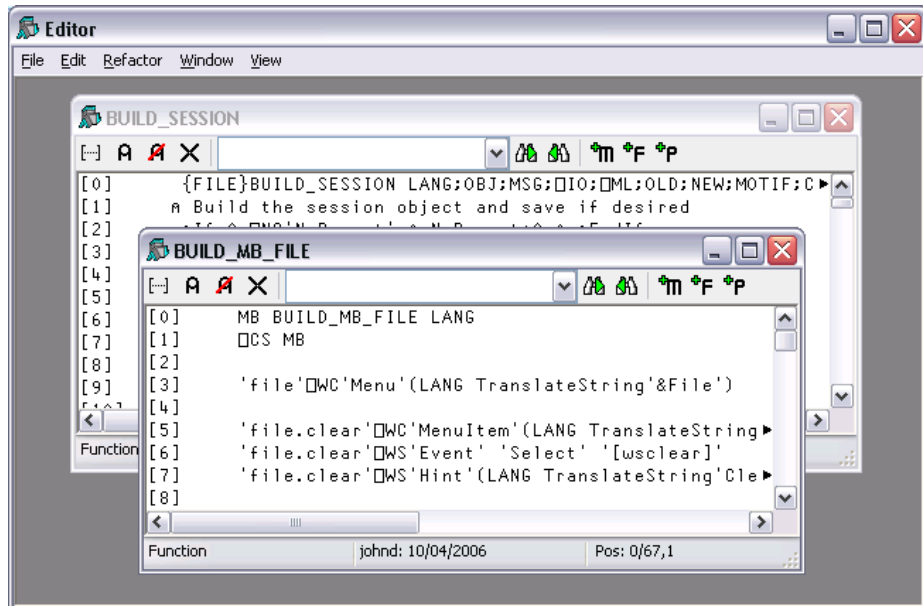 Editor
File Edit Refactor Window View
BUILD_SESSION
[0] {FILE}BUILD_SESSION LANG;OBJ;MSG;⎕IO;⎕ML;OLD;NEW;MOTIF;C
[1] ⍝ Build the session object and save if desired
[2]
[3]
[4]
[5]
[6]
[7]
[8]
[9]
Function
BUILD_MB_FILE
[0] MB BUILD_MB_FILE LANG
[1] ⎕CS MB
[2]
[3] 'file'⎕WC'Menu'(LANG TranslateString'&File')
[4]
[5] 'file.clear'⎕WC'MenuItem'(LANG TranslateString
[6] 'file.clear'⎕WS'Event' 'Select' '[wsclear]'
[7] 'file.clear'⎕WS'Hint'(LANG TranslateString'Cle
[8]
Function johnd: 10/04/2006 Pos: 0/67,1